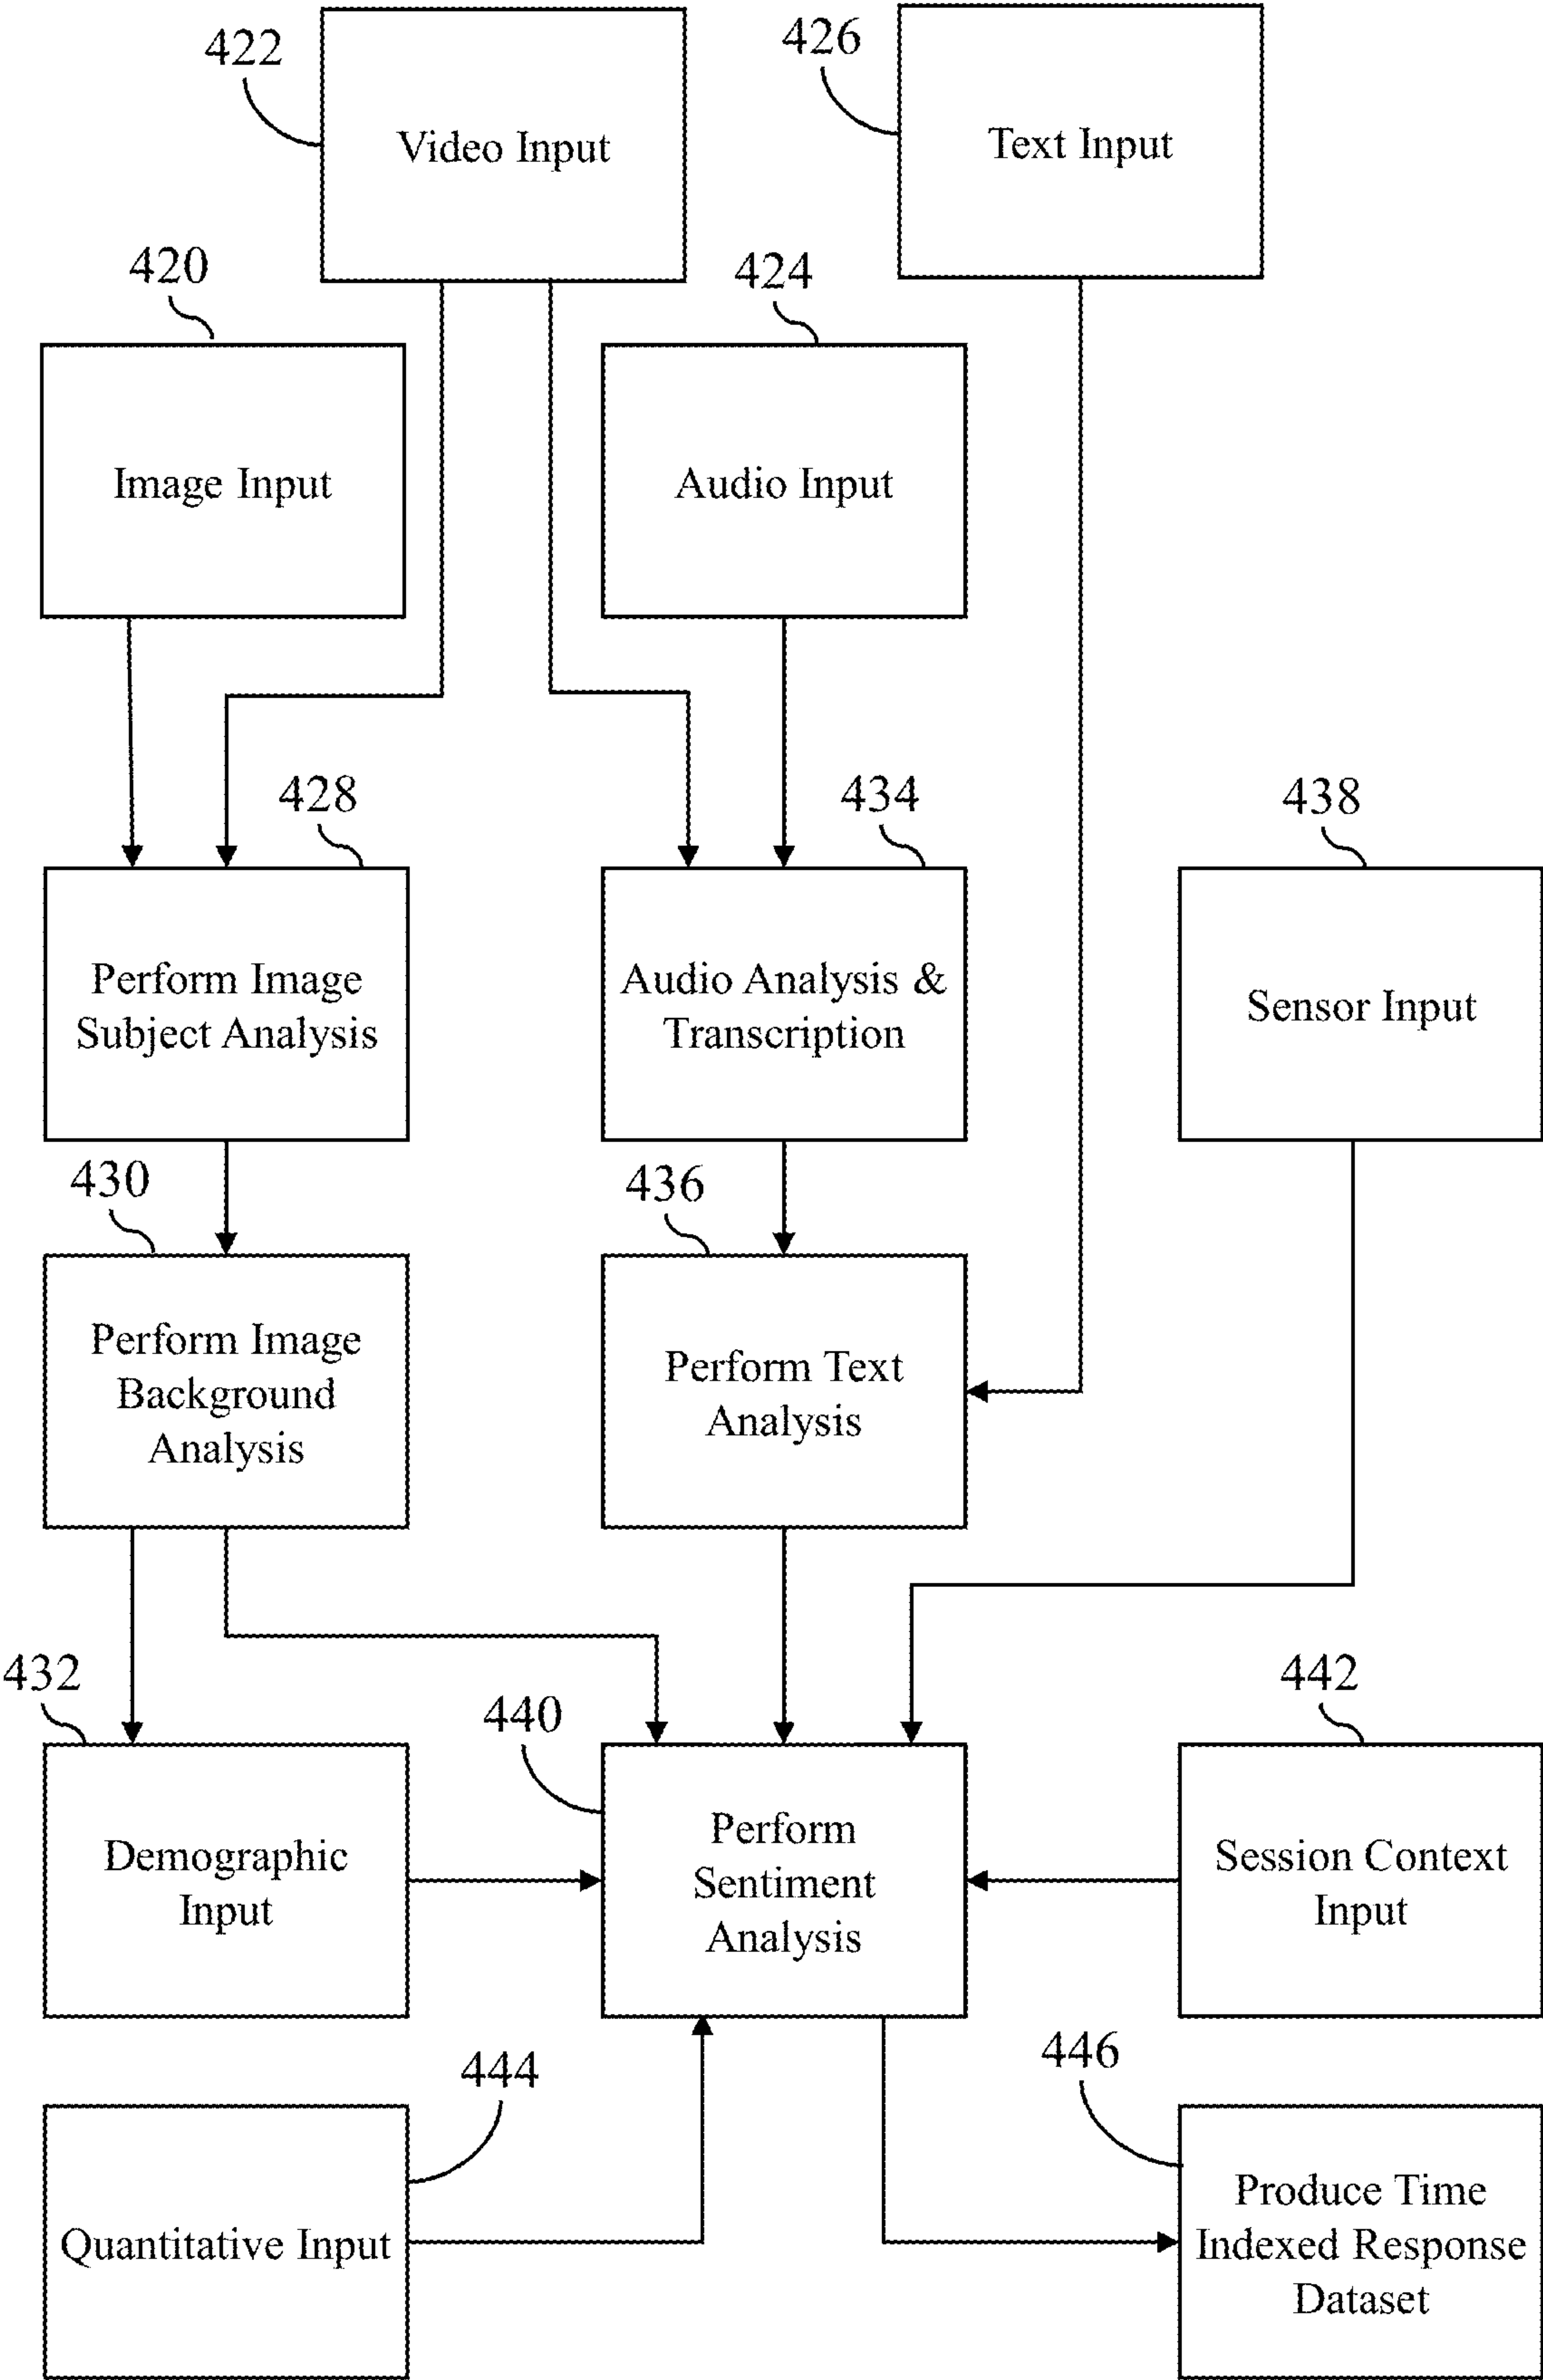 422
Video Input
426
Text Input
420
Image Input
424
Audio Input
428
Perform Image
Subject Analysis
434
Audio Analysis &
Transcription
438
Sensor Input
430
Perform Image
Background
Analysis
436
Perform Text
Analysis
432
Demographic
Input
440
Perform
Sentiment
Analysis
442
Session Context
Input
444
Quantitative Input
446
Produce Time
Indexed Response
Dataset